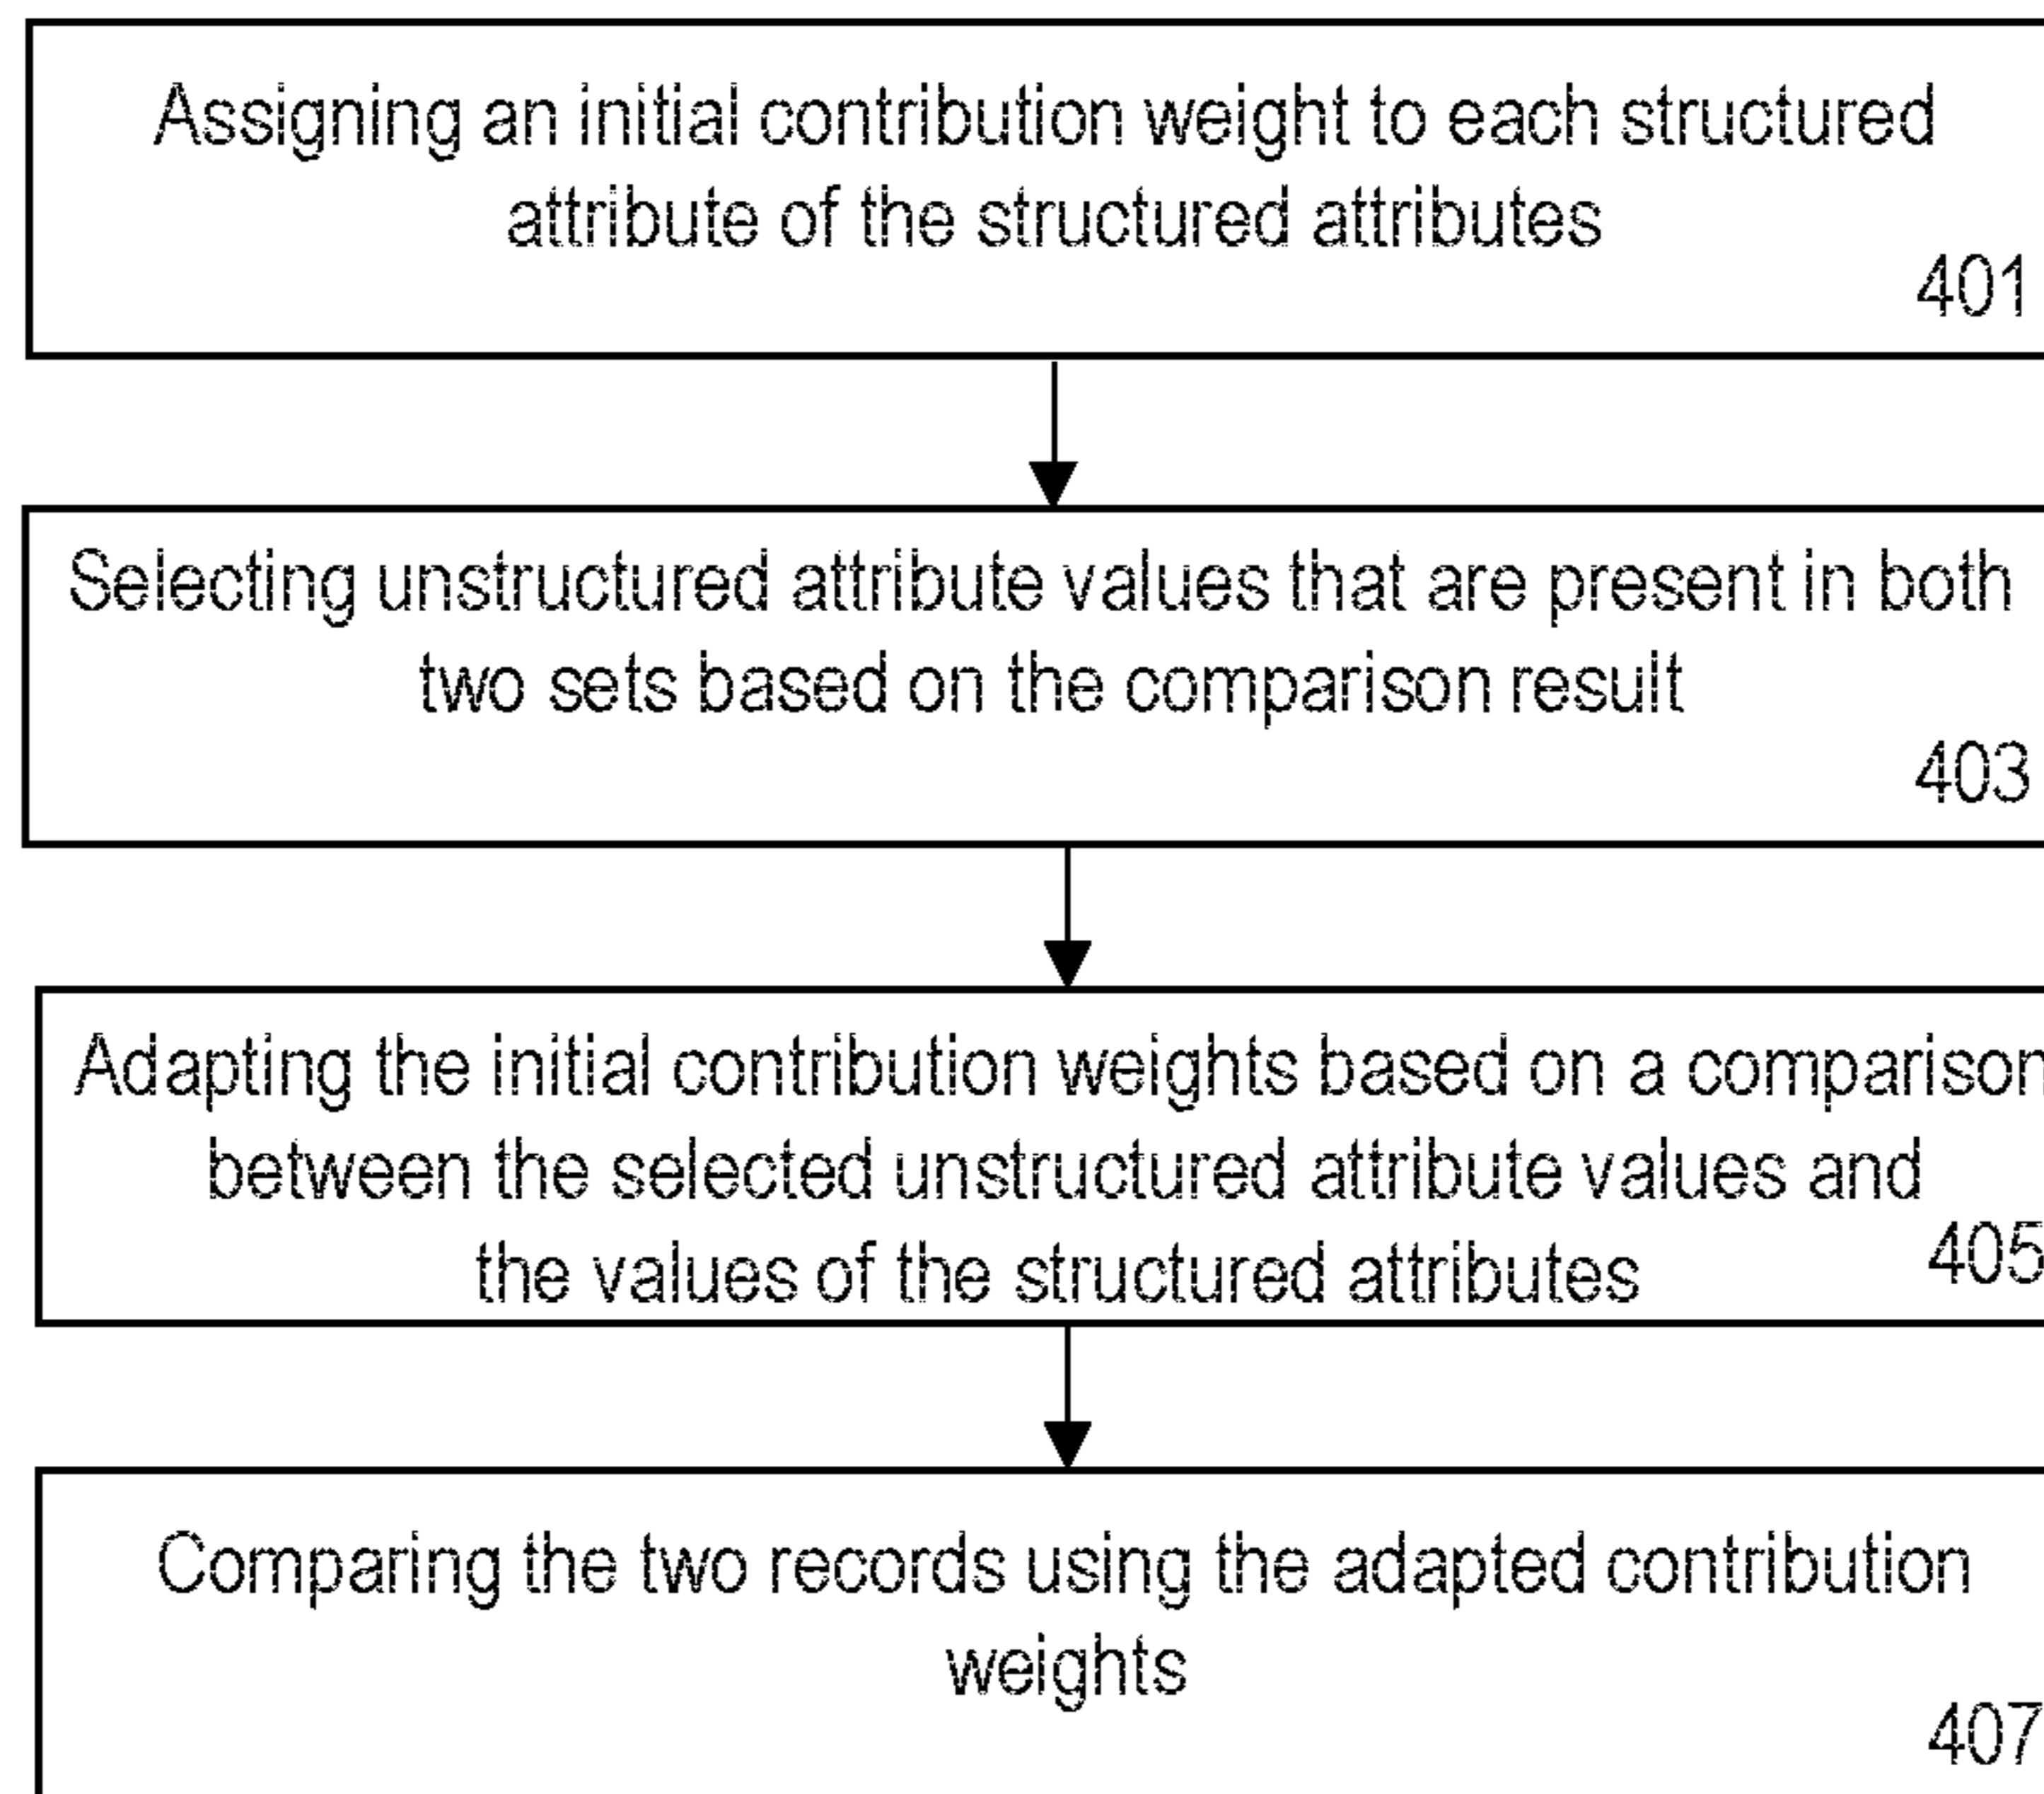 Assigning an initial contribution weight to each structured
attribute of the structured attributes
401
Selecting unstructured attribute values that are present in both
two sets based on the comparison result
403
Adapting the initial contribution weights based on a comparison
between the selected unstructured attribute values and
the values of the structured attributes
405
Comparing the two records using the adapted contribution
weights
407